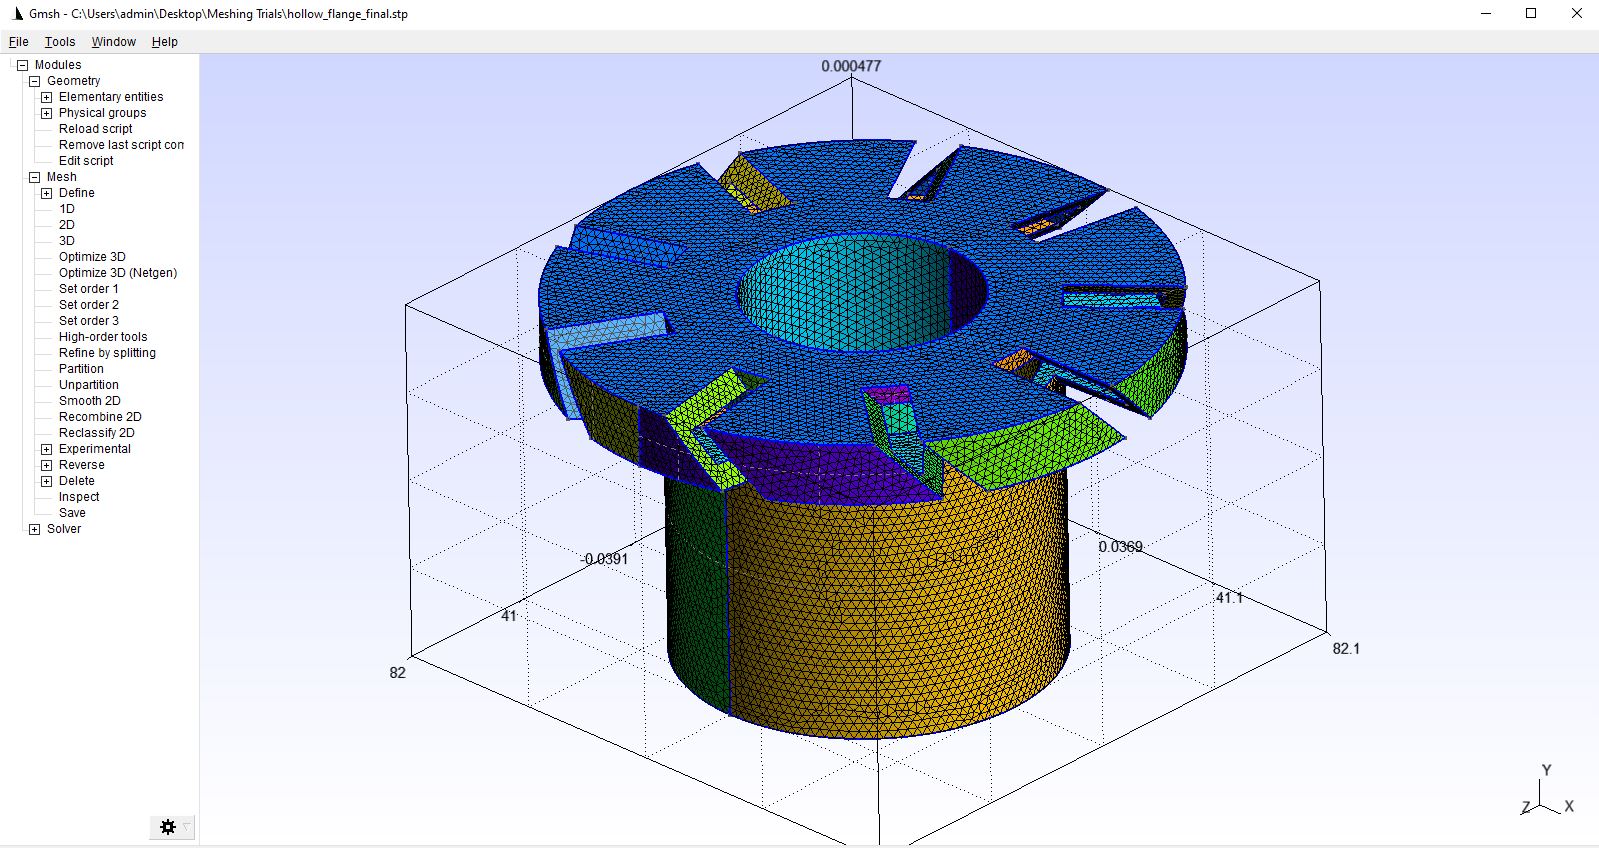 Gmsh - C:\Users\admin\Desktop\Meshing Trials\hollow_flange_final.stp
File Tools Window Help
Modules
Geometry
Elementary entities
Physical groups
Reload script
Remove last script com
Edit script
Mesh
Define
1D
2D
3D
Optimize 3D
Optimize 3D (Netgen)
Set order 1
Set order 2
Set order 3
High-order tools
Refine by splitting
Partition
Unpartition
Smooth 2D
Recombine 2D
Reclassify 2D
Experimental
Reverse
Delete
Inspect
Save
Solver
0.000477
-0.0391
0.0369
41
41.1
82
82.1
Y
Z
X